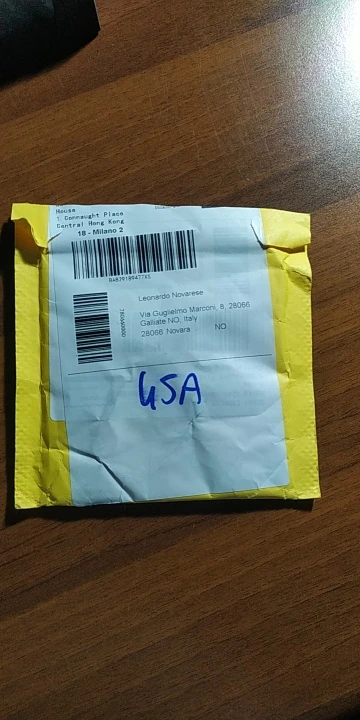 House
1 Connaught Place
Central Hong Kong
18 - Milano 2
Leonardo Novarese
Via Guglielmo Marconi, 8, 28066
Galliate NO, Italy
28066 Novara NO
45A